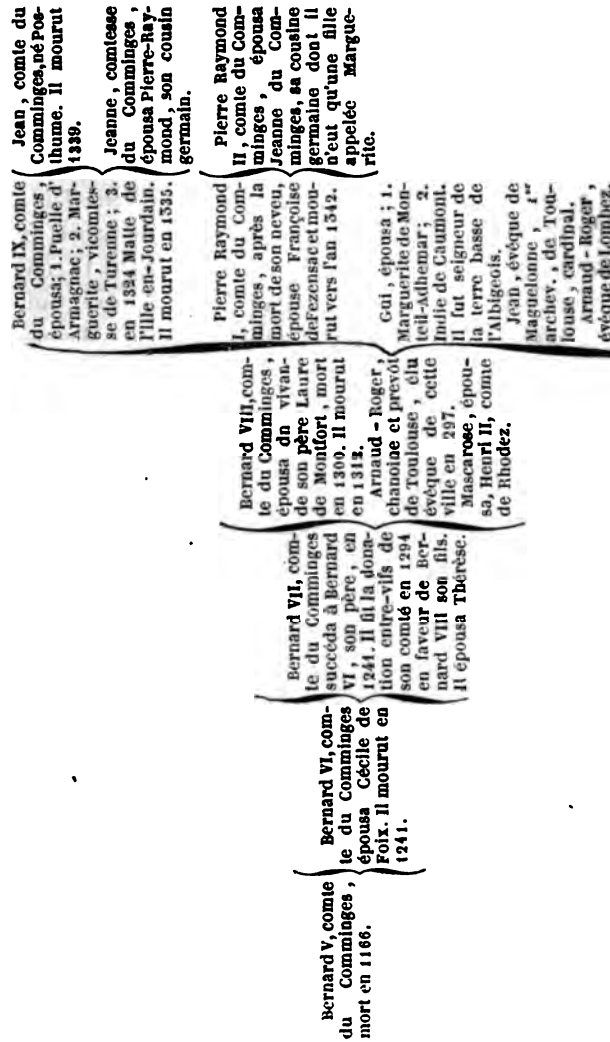 Bernard V, comte
du Comminges,
mort en 1166.
Bernard VI, com-
te du Comminges
épousa Cécile de
Foix. Il mourut en
1241.
Bernard VII, com-
te du Comminges
succéda à Bernard
VI, son père, en
1241. Il fit la dona-
tion entre-vifs de
son comté en 1294
en faveur de Ber-
nard VIII son fils.
Il épousa Thérèse.
Bernard VIII, com-
te du Comminges,
épousa dn vivan-
de son père Laure
de Montfort, mort
en 1300. Il mourut
en 1312.
Arnaud-Roger,
chanoine et prevôt
de Toulouse, élu
évêque de cette
ville en 297.
Mascarose, épou-
sa, Henri II, comte
de Rhodez.
Bernard IX, comte
du Comminges,
épousa; 1. Puelle d'
Armagnac; 2. Mar-
guerite, vicomtes-
se de Turenne; 3.
en 1324 Matte de
l'Ille en-Jourdain.
Il mourut en 1335.
Pierre Raymond
I, comte du Com-
minges, après la
mort de son neveu,
épouse Françoise
de Fezensac et mou-
rut vers l'an 1342.
Gui, épousa; 1.
Marguerite de Mon-
teil-Adhemar; 2.
Indie de Caumont.
Il fut seigneur de
la terre basse de
l'Albigeois.
Jean, évêque de
Maguelonne, 1er
archev., de Tou-
louse, cardinal.
Arnaud-Roger,
évêque de Lombez.
Jean, comte du
Comminges, né Pos-
thume. Il mourut
1339.
Jeanne, comtesse
du Comminges,
épousa Pierre-Ray-
mond, son cousin
germain.
Pierre Raymond
II, comte du Com-
minges, épousa
Jeanne du Com-
minges, sa cousine
germaine dont il
n'eut qu'une fille
appelée Margue-
rite.